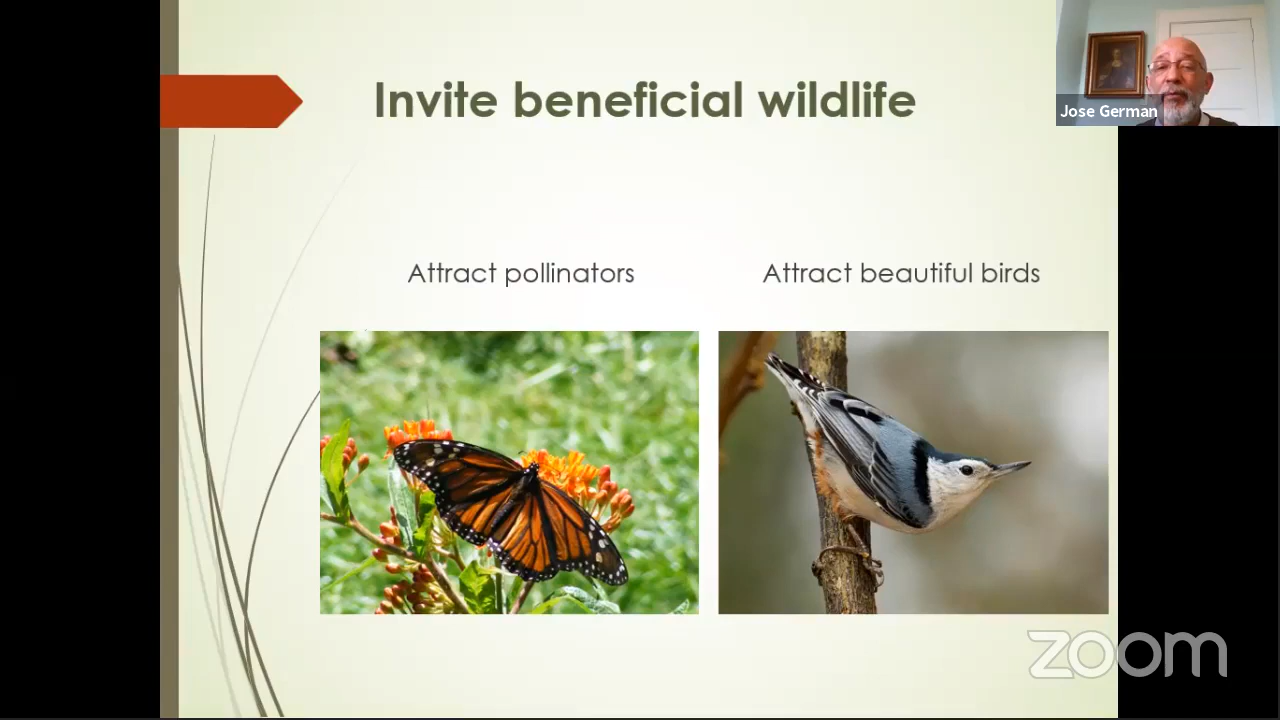 Invite beneficial wildlife
Jose German
Attract pollinators
Attract beautiful birds
zoom